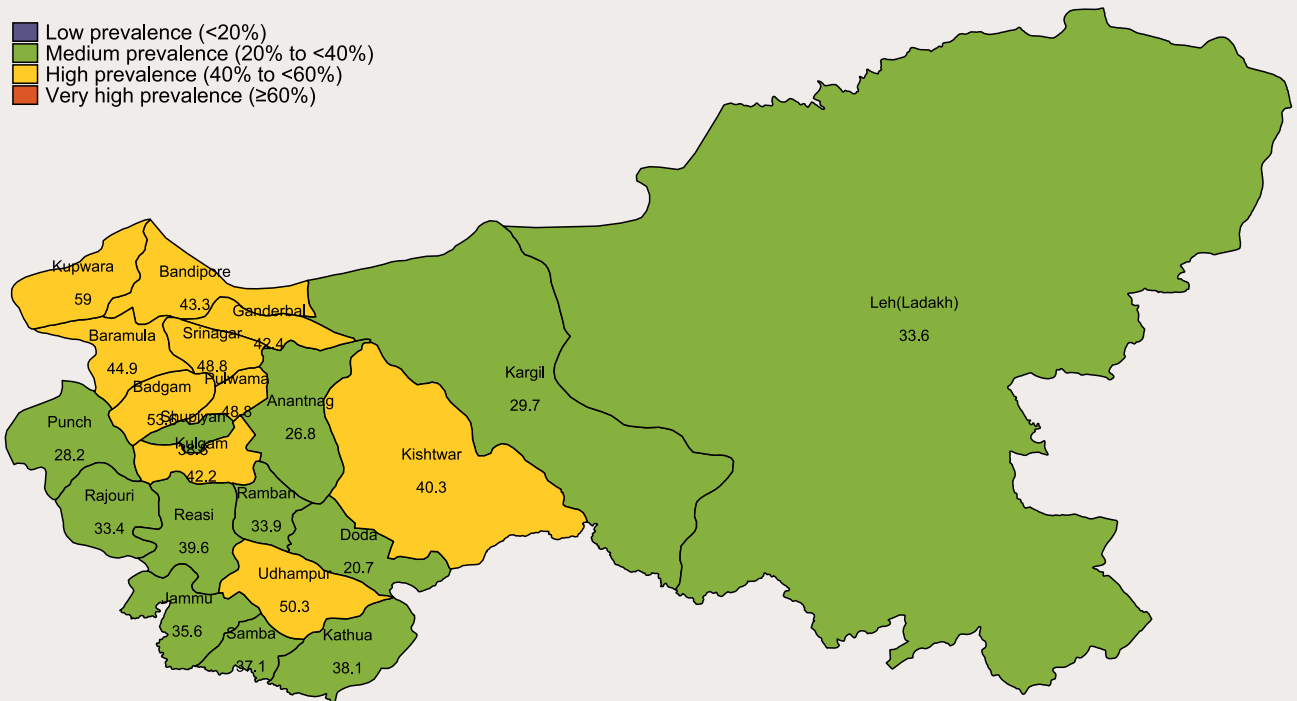 Low prevalence (<20%)
Medium prevalence (20% to <40%)
High prevalence (40% to <60%)
Very high prevalence (≥60%)
Kupwara
59
Bandipore
43.3
Ganderbal
42.4
Baramula
44.9
Srinagar
48.8
Badgam
Pulwama
48.8
Shupiyan
Kulgam
42.2
Anantnag
26.8
Punch
28.2
Rajouri
33.4
Reasi
39.6
Ramban
33.9
Doda
20.7
Kishtwar
40.3
Kargil
29.7
Leh(Ladakh)
33.6
Udhampur
50.3
Jammu
35.6
Samba
37.1
Kathua
38.1